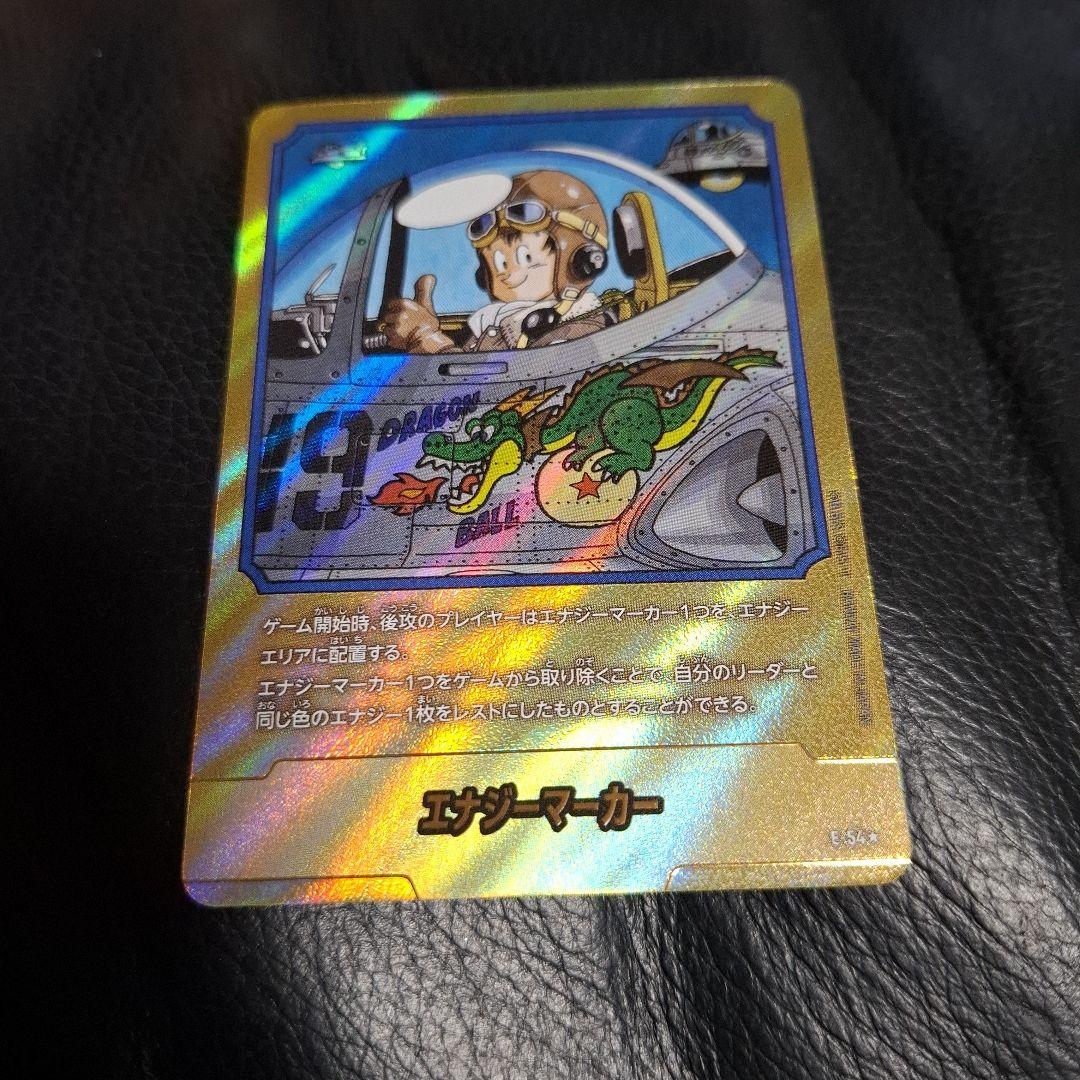 19
DRAGON
BALL
ゲーム開始時、後攻のプレイヤーはエナジーマーカー1つを、エナジー
エリアに配置する。
エナジーマーカー1つをゲームから取り除くことで、自分のリーダーと
同じ色のエナジー1枚をレストにしたものとすることができる。
エナジーマーカー
E-54★